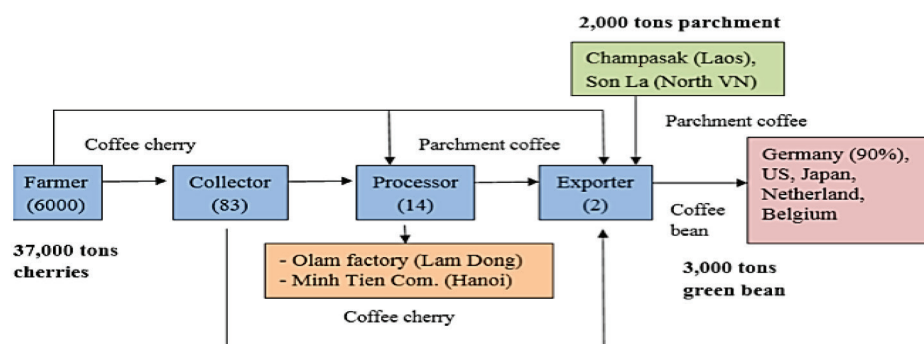 2,000 tons parchment
Champasak (Laos),
Son La (North VN)
Coffee cherry
Parchment coffee
Parchment coffee
Farmer
(6000)
Collector
(83)
Processor
(14)
Exporter
(2)
Germany (90%),
US, Japan,
Netherland,
Belgium
Coffee
bean
37,000 tons
cherries
- Olam factory (Lam Dong)
- Minh Tien Com. (Hanoi)
Coffee cherry
3,000 tons
green bean